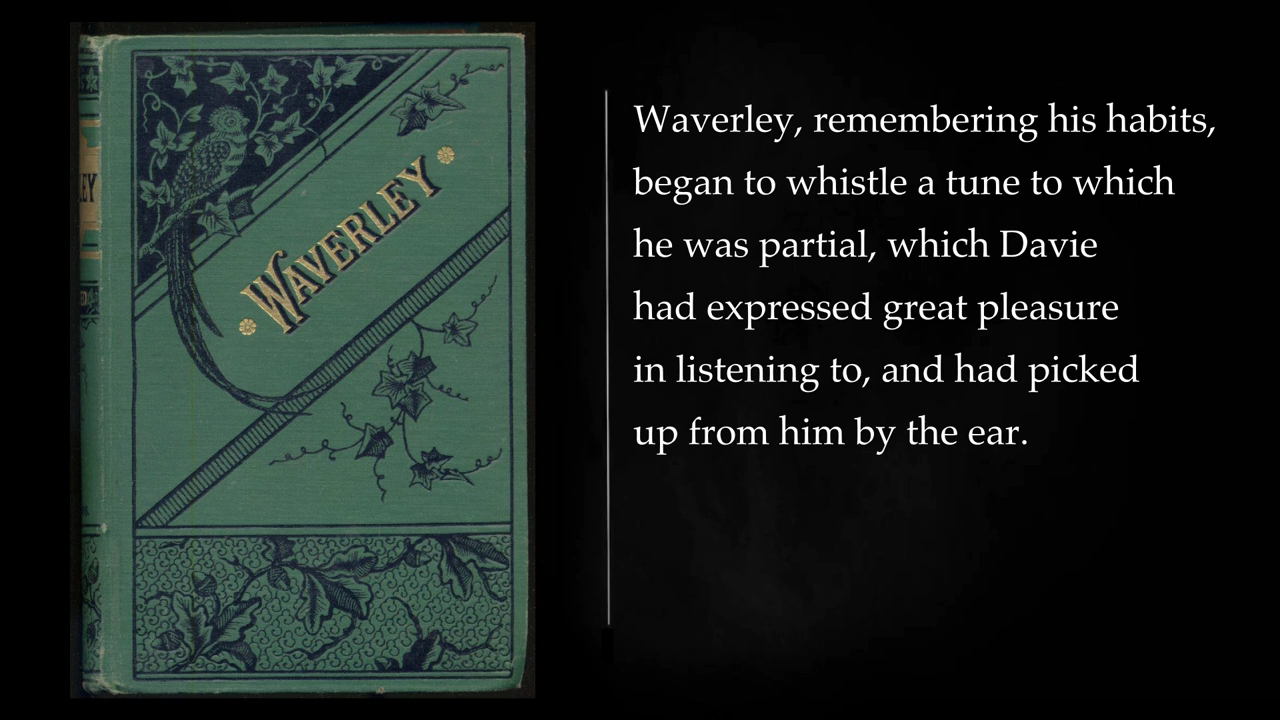 WAVERLEY
Waverley, remembering his habits,
began to whistle a tune to which
he was partial, which Davie
had expressed great pleasure
in listening to, and had picked
up from him by the ear.